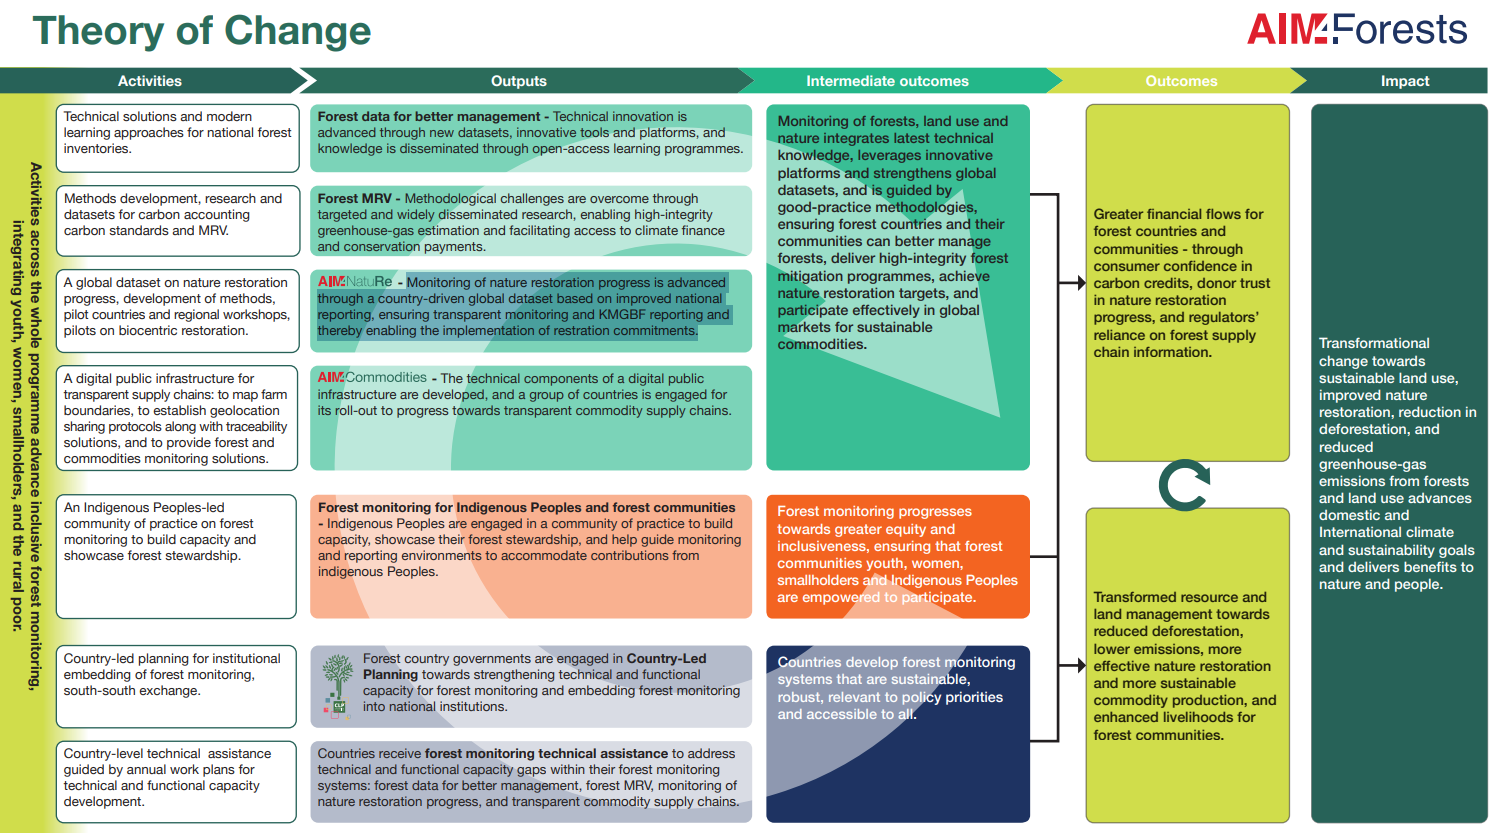 Theory of Change
AIM4Forests
Activities
Outputs
Intermediate outcomes
Outcomes
Impact
Activities across the whole programme advance inclusive forest monitoring,
integrating youth, women, smallholders, and the rural poor.
Technical solutions and modern
learning approaches for national forest
inventories.
Methods development, research and
datasets for carbon accounting
carbon standards and MRV.
A global dataset on nature restoration
progress, development of methods,
pilot countries and regional workshops,
pilots on biocentric restoration.
A digital public infrastructure for
transparent supply chains: to map farm
boundaries, to establish geolocation
sharing protocols along with traceability
solutions, and to provide forest and
commodities monitoring solutions.
An Indigenous Peoples-led
community of practice on forest
monitoring to build capacity and
showcase forest stewardship.
Country-led planning for institutional
embedding of forest monitoring,
south-south exchange.
Country-level technical assistance
guided by annual work plans for
technical and functional capacity
development.
Forest data for better management - Technical innovation is
advanced through new datasets, innovative tools and platforms, and
knowledge is disseminated through open-access learning programmes.
Forest MRV - Methodological challenges are overcome through
targeted and widely disseminated research, enabling high-integrity
greenhouse-gas estimation and facilitating access to climate finance
and conservation payments.
AIM4NatuRe - Monitoring of nature restoration progress is advanced
through a country-driven global dataset based on improved national
reporting, ensuring transparent monitoring and KMGBF reporting and
thereby enabling the implementation of restration commitments.
AIM4Commodities - The technical components of a digital public
infrastructure are developed, and a group of countries is engaged for
its roll-out to progress towards transparent commodity supply chains.
Forest monitoring for Indigenous Peoples and forest communities
- Indigenous Peoples are engaged in a community of practice to build
capacity, showcase their forest stewardship, and help guide monitoring
and reporting environments to accommodate contributions from
indigenous Peoples.
Forest country governments are engaged in Country-Led
Planning towards strengthening technical and functional
capacity for forest monitoring and embedding forest monitoring
into national institutions.
CLP
Countries receive forest monitoring technical assistance to address
technical and functional capacity gaps within their forest monitoring
systems: forest data for better management, forest MRV, monitoring of
nature restoration progress, and transparent commodity supply chains.
Monitoring of forests, land use and
nature integrates latest technical
knowledge, leverages innovative
platforms and strengthens global
datasets, and is guided by
good-practice methodologies,
ensuring forest countries and their
communities can better manage
forests, deliver high-integrity forest
mitigation programmes, achieve
nature restoration targets, and
participate effectively in global
markets for sustainable
commodities.
Forest monitoring progresses
towards greater equity and
inclusiveness, ensuring that forest
communities youth, women,
smallholders and Indigenous Peoples
are empowered to participate.
Countries develop forest monitoring
systems that are sustainable,
robust, relevant to policy priorities
and accessible to all.
Greater financial flows for
forest countries and
communities - through
consumer confidence in
carbon credits, donor trust
in nature restoration
progress, and regulators'
reliance on forest supply
chain information.
Transformed resource and
land management towards
reduced deforestation,
lower emissions, more
effective nature restoration
and more sustainable
commodity production, and
enhanced livelihoods for
forest communities.
Transformational
change towards
sustainable land use,
improved nature
restoration, reduction in
deforestation, and
reduced
greenhouse-gas
emissions from forests
and land use advances
domestic and
International climate
and sustainability goals
and delivers benefits to
nature and people.